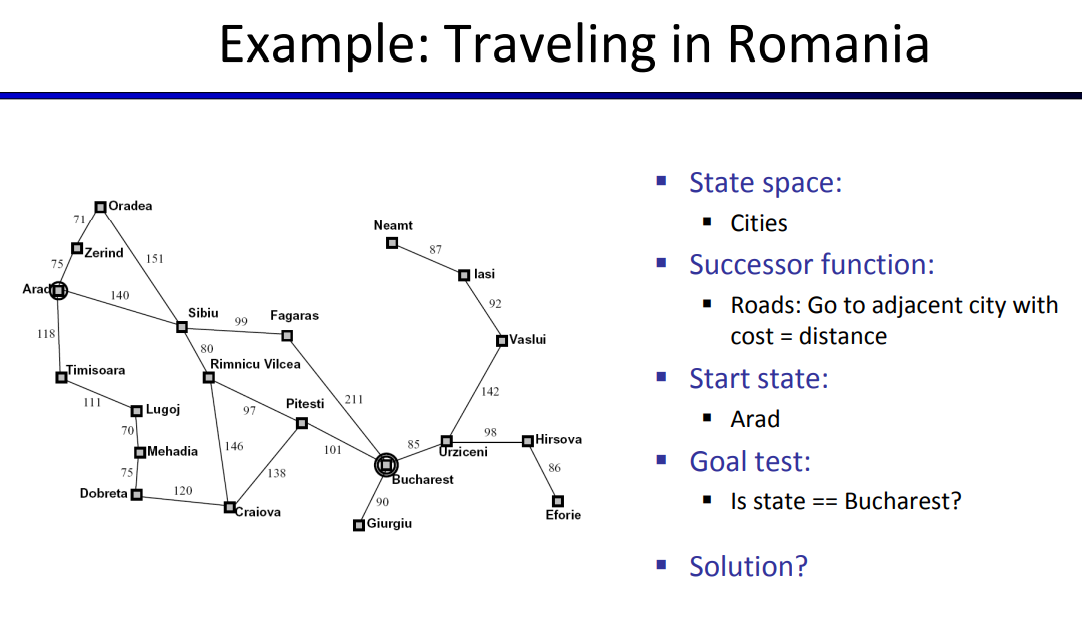 Example: Traveling in Romania
Oradea
71
Zerind
151
75
Arad
140
118
Sibiu
99
Fagaras
80
Rimnicu Vilcea
Timisoara
111
Lugoj
70
Mehadia
75
Dobreta
120
146
Craiova
97
Pitesti
138
101
211
Bucharest
90
Giurgiu
85
Urziceni
98
Hirsova
86
Eforie
142
Vaslui
92
Iasi
87
Neamt
▪ State space:
▪ Cities
▪ Successor function:
▪ Roads: Go to adjacent city with
cost = distance
▪ Start state:
▪ Arad
▪ Goal test:
▪ Is state == Bucharest?
▪ Solution?